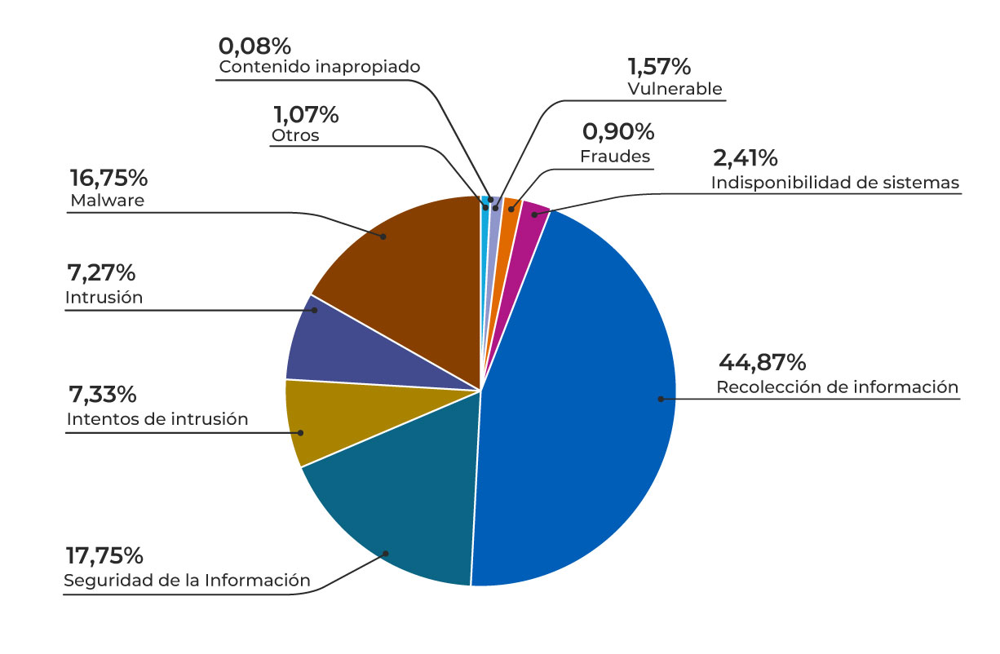 0,08%
Contenido inapropiado
1,57%
Vulnerable
1,07%
Otros
0,90%
Fraudes
2,41%
Indisponibilidad de sistemas
16,75%
Malware
7,27%
Intrusión
44,87%
Recolección de información
7,33%
Intentos de intrusión
17,75%
Seguridad de la Información